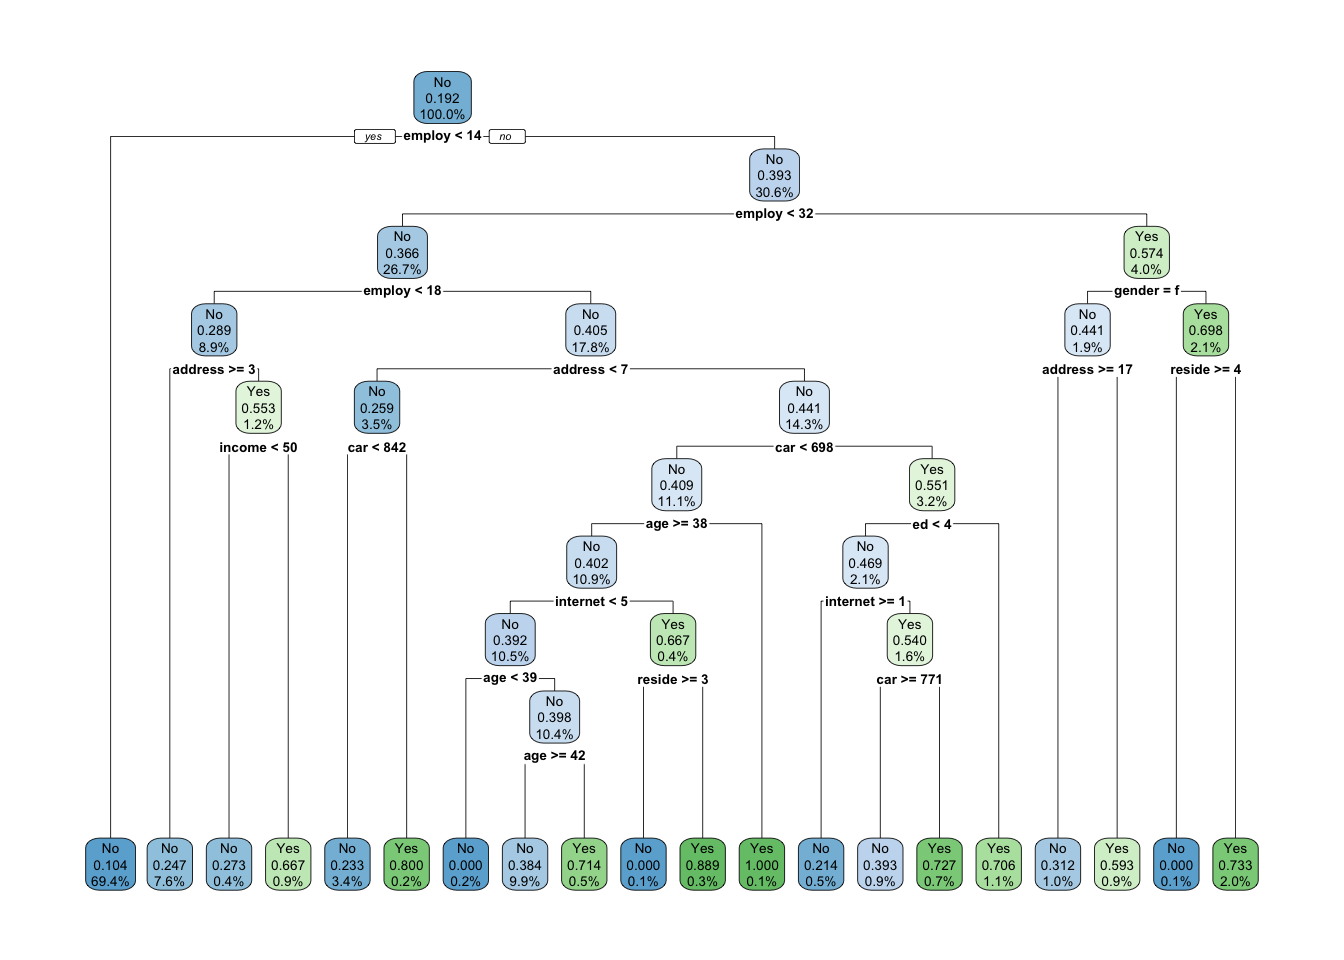 No
0.192
100.0%
yes employ < 14 no
No
0.393
30.6%
employ < 32
No
0.366
26.7%
Yes
0.574
4.0%
employ < 18
gender = f
No
0.289
8.9%
No
0.405
17.8%
No
0.441
1.9%
Yes
0.698
2.1%
address >= 3
address < 7
address >= 17
reside >= 4
Yes
0.553
1.2%
No
0.259
3.5%
No
0.441
14.3%
income < 50
car < 842
car < 698
No
0.409
11.1%
Yes
0.551
3.2%
age >= 38
ed < 4
No
0.402
10.9%
No
0.469
2.1%
internet < 5
internet >= 1
No
0.392
10.5%
Yes
0.667
0.4%
Yes
0.540
1.6%
age < 39
reside >= 3
car >= 771
No
0.398
10.4%
age >= 42
No
0.104
69.4%
No
0.247
7.6%
No
0.273
0.4%
Yes
0.667
0.9%
No
0.233
3.4%
Yes
0.800
0.2%
No
0.000
0.2%
No
0.384
9.9%
Yes
0.714
0.5%
No
0.000
0.1%
Yes
0.889
0.3%
Yes
1.000
0.1%
No
0.214
0.5%
No
0.393
0.9%
Yes
0.727
0.7%
Yes
0.706
1.1%
No
0.312
1.0%
Yes
0.593
0.9%
No
0.000
0.1%
Yes
0.733
2.0%